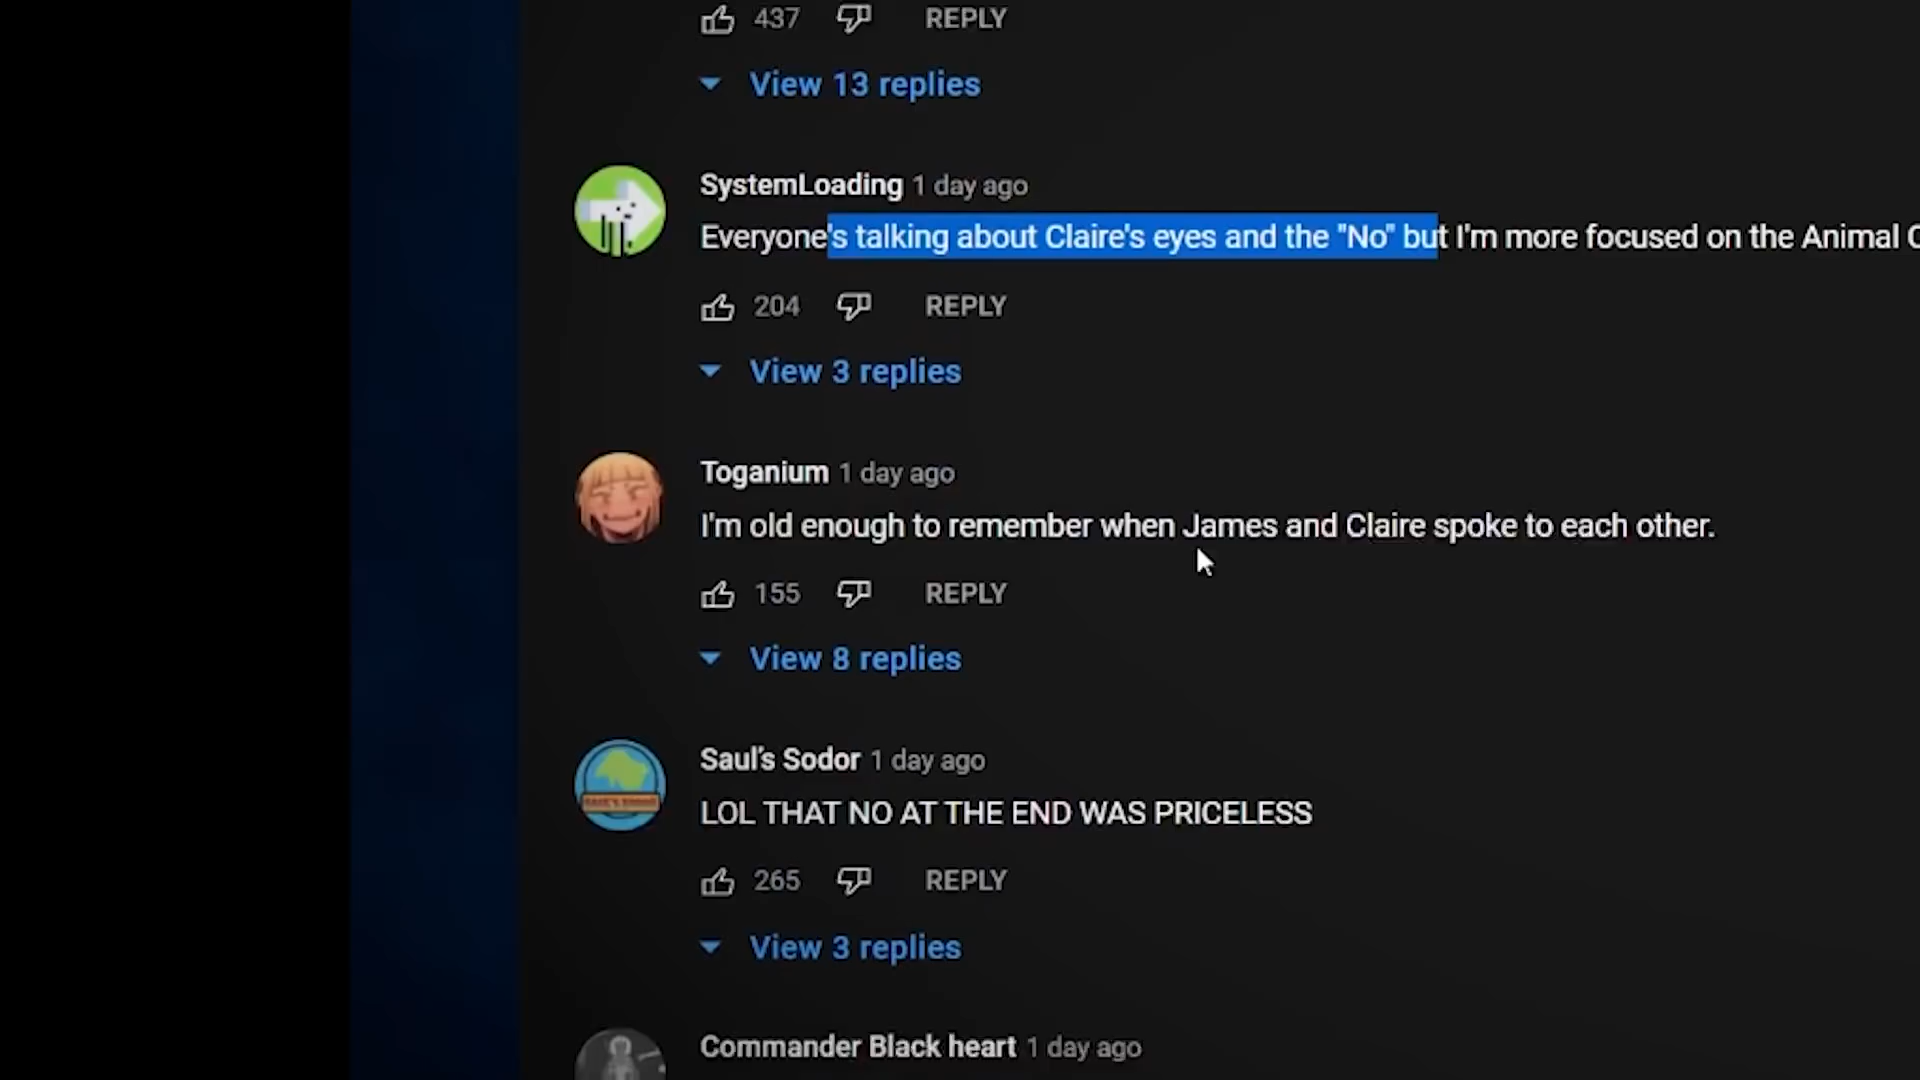 437 REPLY
View 13 replies
SystemLoading 1 day ago
Everyone's talking about Claire's eyes and the "No" but I'm more focused on the Animal
204 REPLY
View 3 replies
Toganium 1 day ago
I'm old enough to remember when James and Claire spoke to each other.
155 REPLY
View 8 replies
Saul's Sodor 1 day ago
LOL THAT NO AT THE END WAS PRICELESS
265 REPLY
View 3 replies
Commander Black heart 1 day ago